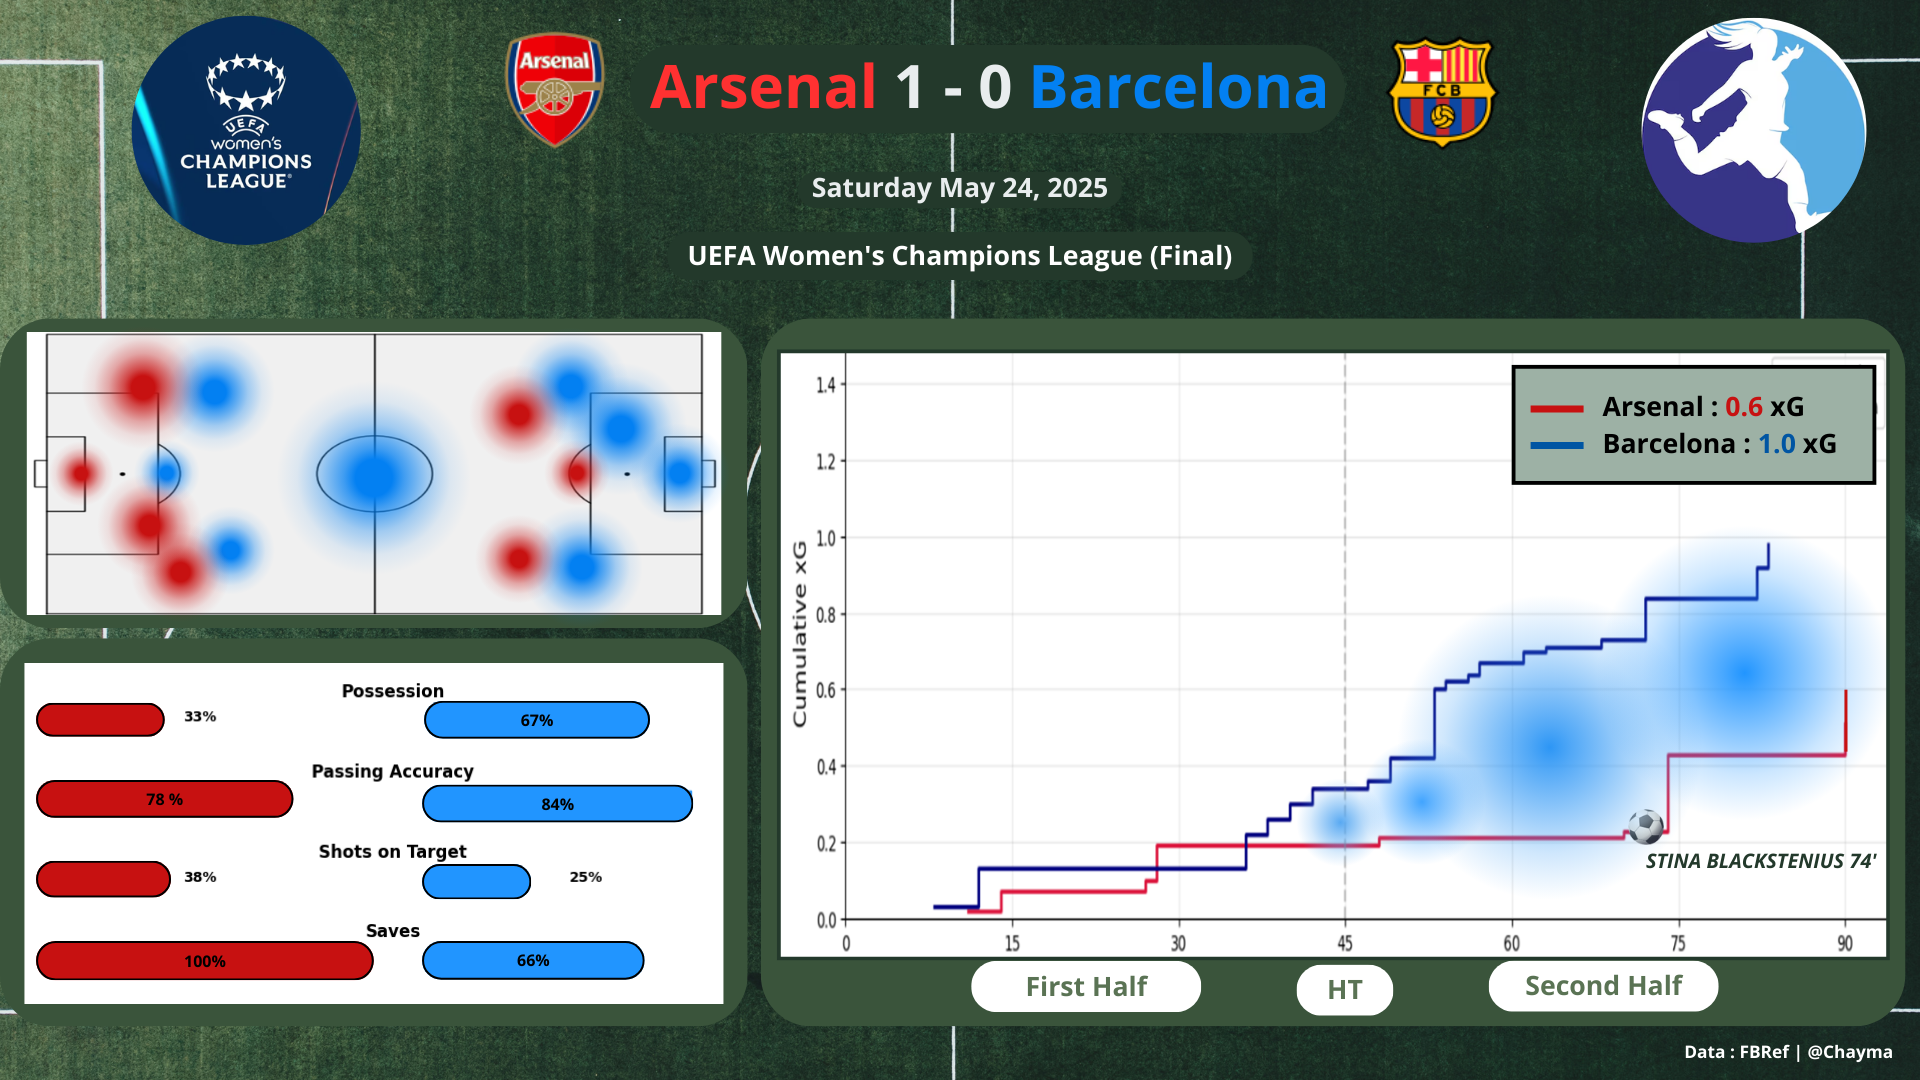 UEFA
women's
CHAMPIONS
LEAGUE
Arsenal
Arsenal 1 - 0 Barcelona
FCB
Saturday May 24, 2025
UEFA Women's Champions League (Final)
Possession
33%
67%
Passing Accuracy
78 %
84%
Shots on Target
38%
25%
Saves
100%
66%
Cumulative xG
1.4
1.2
1.0
0.8
0.6
0.4
0.2
0.0
0 15 30 45 60 75 90
Arsenal : 0.6 xG
Barcelona : 1.0 xG
STINA BLACKSTENIUS 74'
First Half
HT
Second Half
Data : FBRef | @Chayma